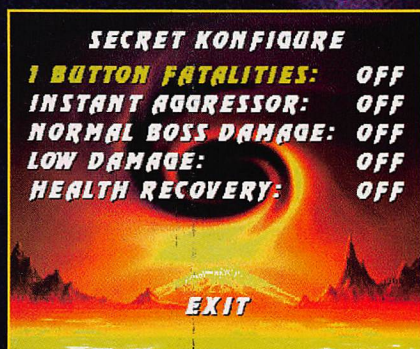 SECRET KONFIGURE
1 BUTTON FATALITIES: OFF
INSTANT AGGRESSOR: OFF
NORMAL BOSS DAMAGE: OFF
LOW DAMAGE: OFF
HEALTH RECOVERY: OFF
EXIT